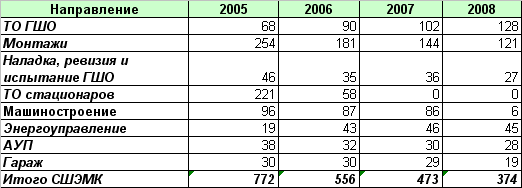 Направление 2005 2006 2007 2008
ТО ГШО 68 90 102 128
Монтажи 254 181 144 121
Наладка, ревизия и
испытание ГШО 46 35 36 27
ТО стационаров 221 58 0 0
Машиностроение 96 87 86 6
Энергоуправление 19 43 46 45
АУП 38 32 30 28
Гараж 30 30 29 19
Итого СШЭМК 772 556 473 374